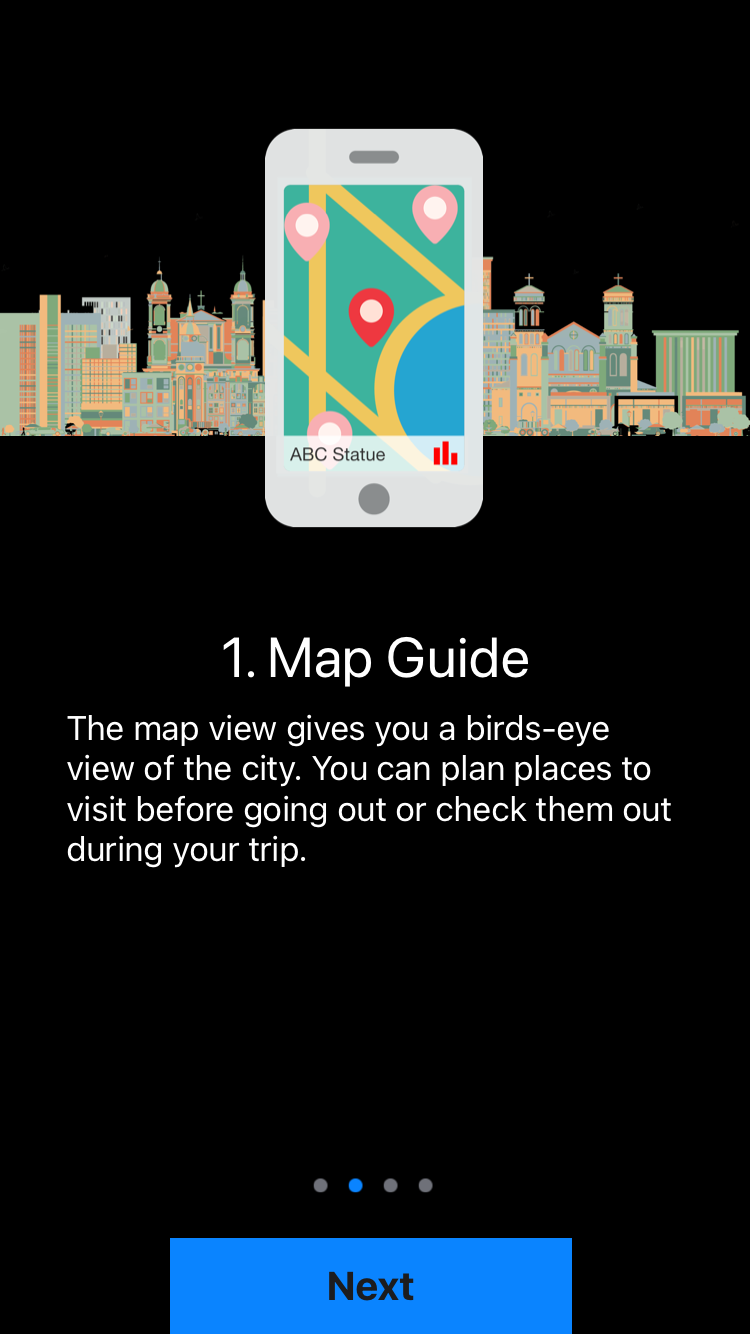 ABC Statue
1. Map Guide
The map view gives you a birds-eye
view of the city. You can plan places to
visit before going out or check them out
during your trip.
Next